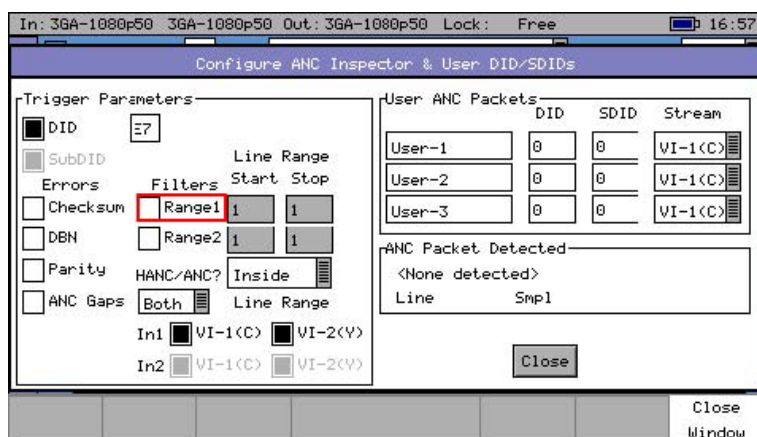 In: 3GA-1080p50 3GA-1080p50 Out: 3GA-1080p50 Lock: Free 16:57
Configure ANC Inspector & User DID/SDIDs
Trigger Parameters
DID E7
SubDID
Line Range
Errors Filters Start Stop
Checksum Range1 1 1
DBN Range2 1 1
Parity HANC/ANC? Inside
ANC Gaps Both Line Range
In1 VI-1(C) VI-2(Y)
In2 VI-1(C) VI-2(Y)
User ANC Packets
DID SDID Stream
User-1 0 0 VI-1(C)
User-2 0 0 VI-1(C)
User-3 0 0 VI-1(C)
ANC Packet Detected
<None detected>
Line Smpl
Close
Close
Window